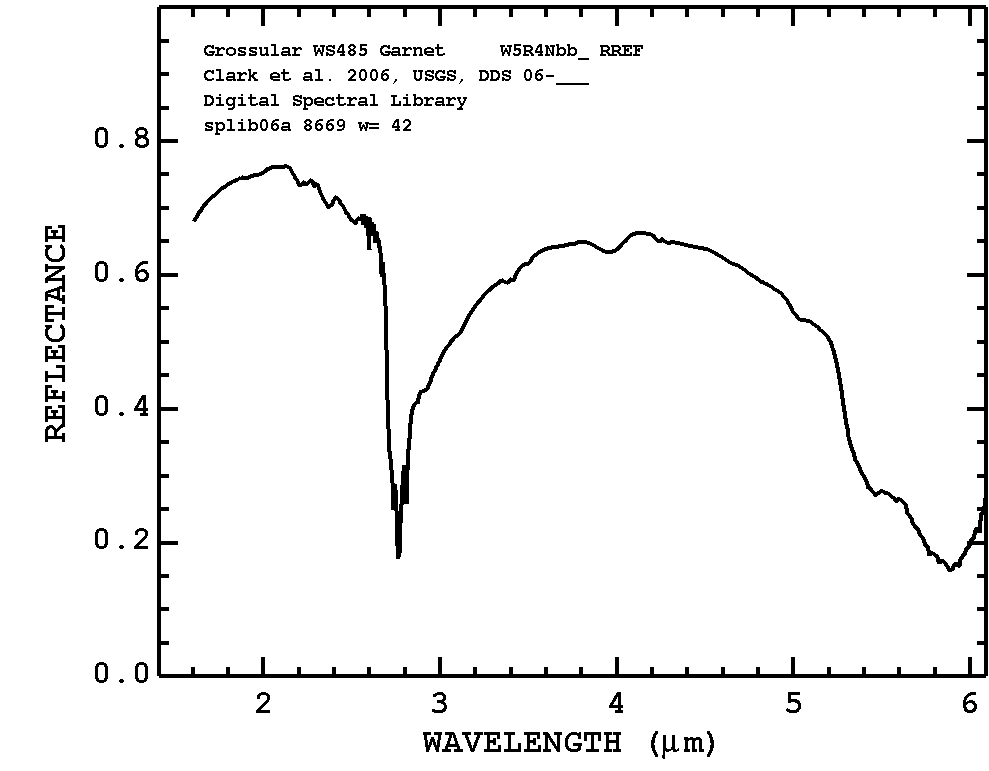 Grossular WS485 Garnet W5R4Nbb_ RREF
Clark et al. 2006, USGS, DDS 06-___
Digital Spectral Library
splib06a 8669 w= 42
0.8
0.6
0.4
0.2
0.0
REFLECTANCE
2 3 4 5 6
WAVELENGTH (μm)